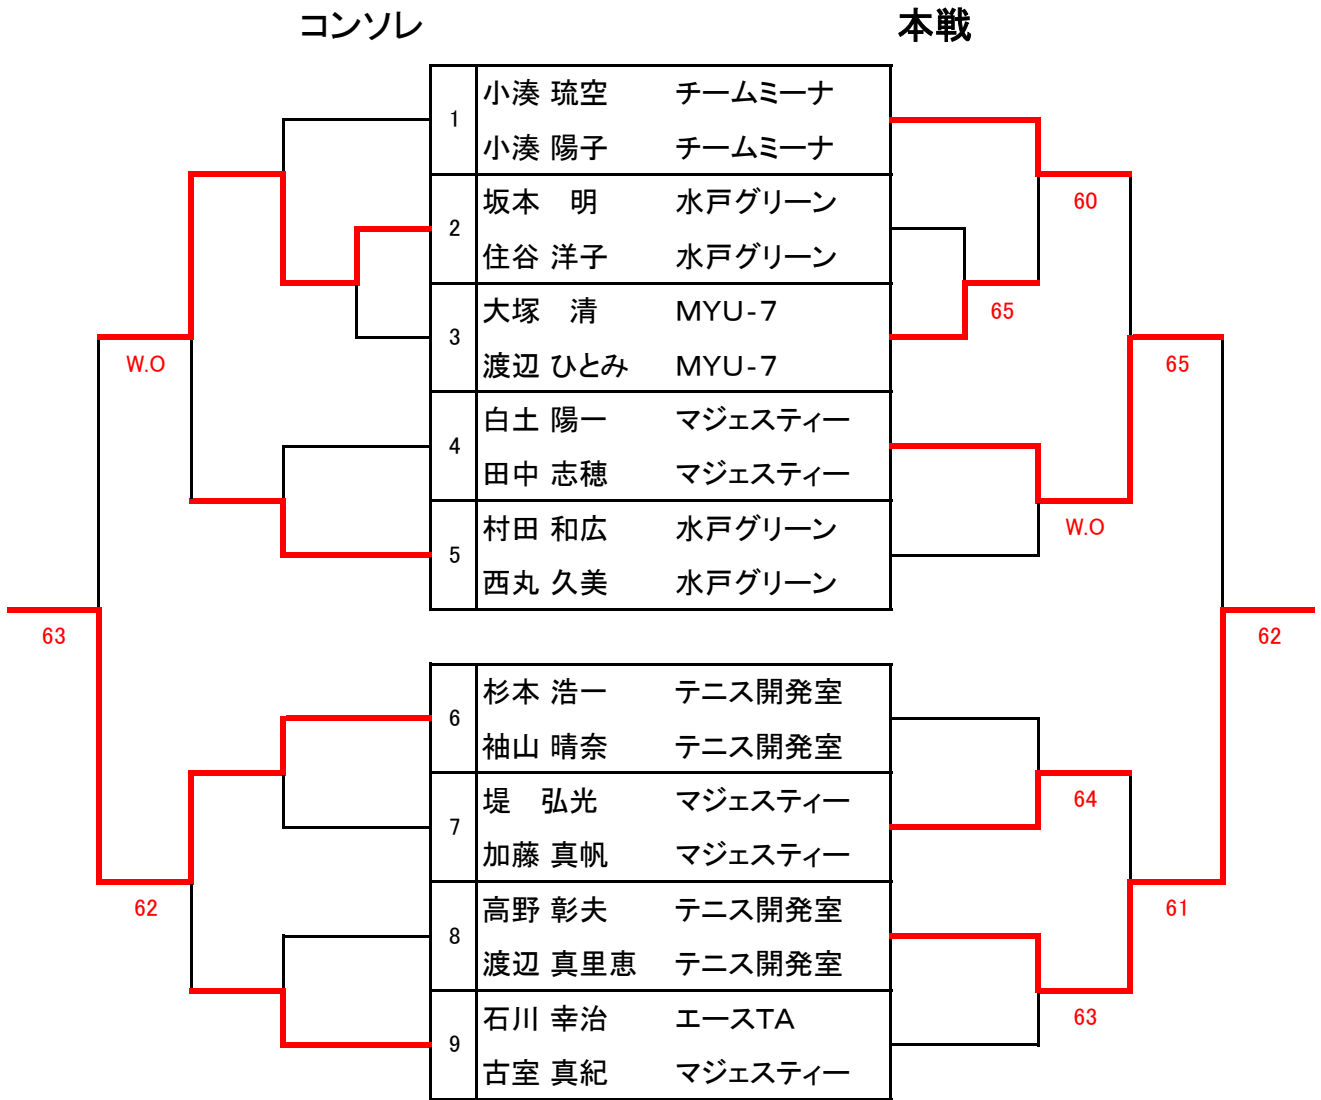 コンソレ 本戦
小湊 琉空 チームミーナ
1
小湊 陽子 チームミーナ
坂本 明 水戸グリーン 60
2
住谷 洋子 水戸グリーン
大塚 清 MYU-7 65
3
W.O 渡辺 ひとみ MYU-7 65
白土 陽一 マジェスティー
4
田中 志穂 マジェスティー
村田 和広 水戸グリーン W.O
5
西丸 久美 水戸グリーン
63 62
杉本 浩一 テニス開発室
6
袖山 晴奈 テニス開発室
堤 弘光 マジェスティー 64
7
加藤 真帆 マジェスティー
62 高野 彰夫 テニス開発室 61
8
渡辺 真里恵 テニス開発室
石川 幸治 エースTA 63
9
古室 真紀 マジェスティー